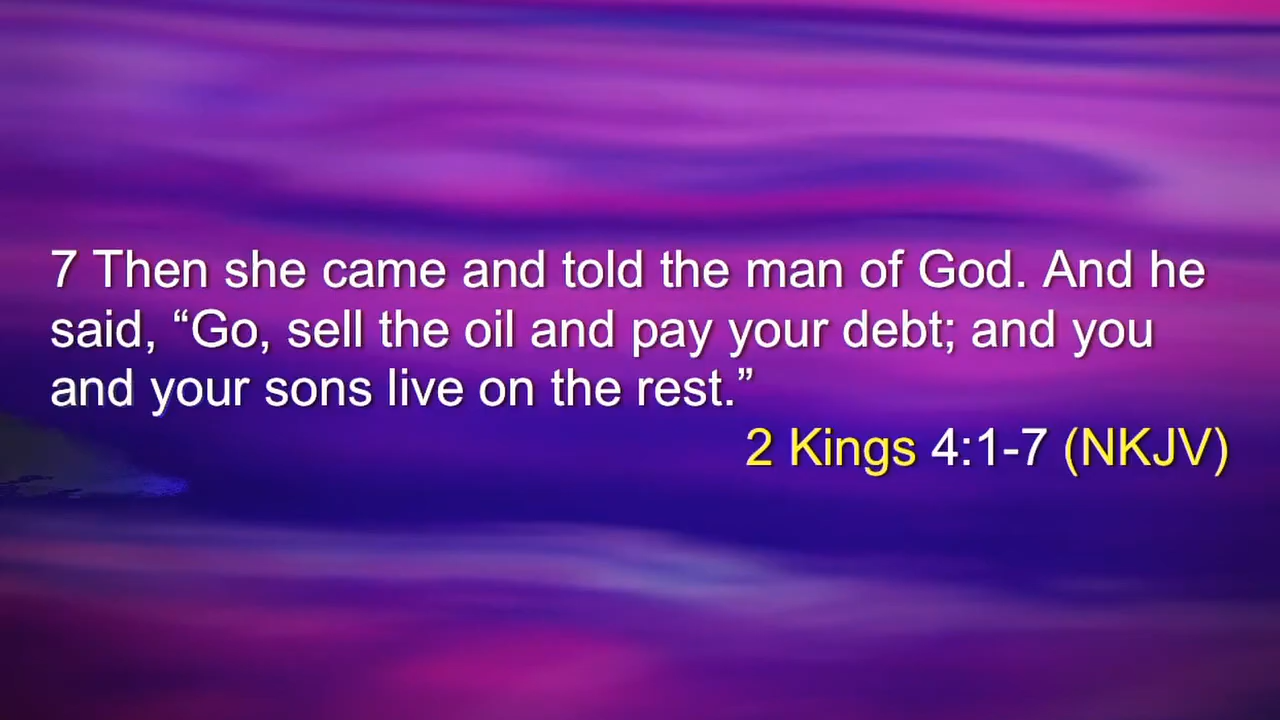 7 Then she came and told the man of God. And he
said, “Go, sell the oil and pay your debt; and you
and your sons live on the rest.”
2 Kings 4:1-7 (NKJV)